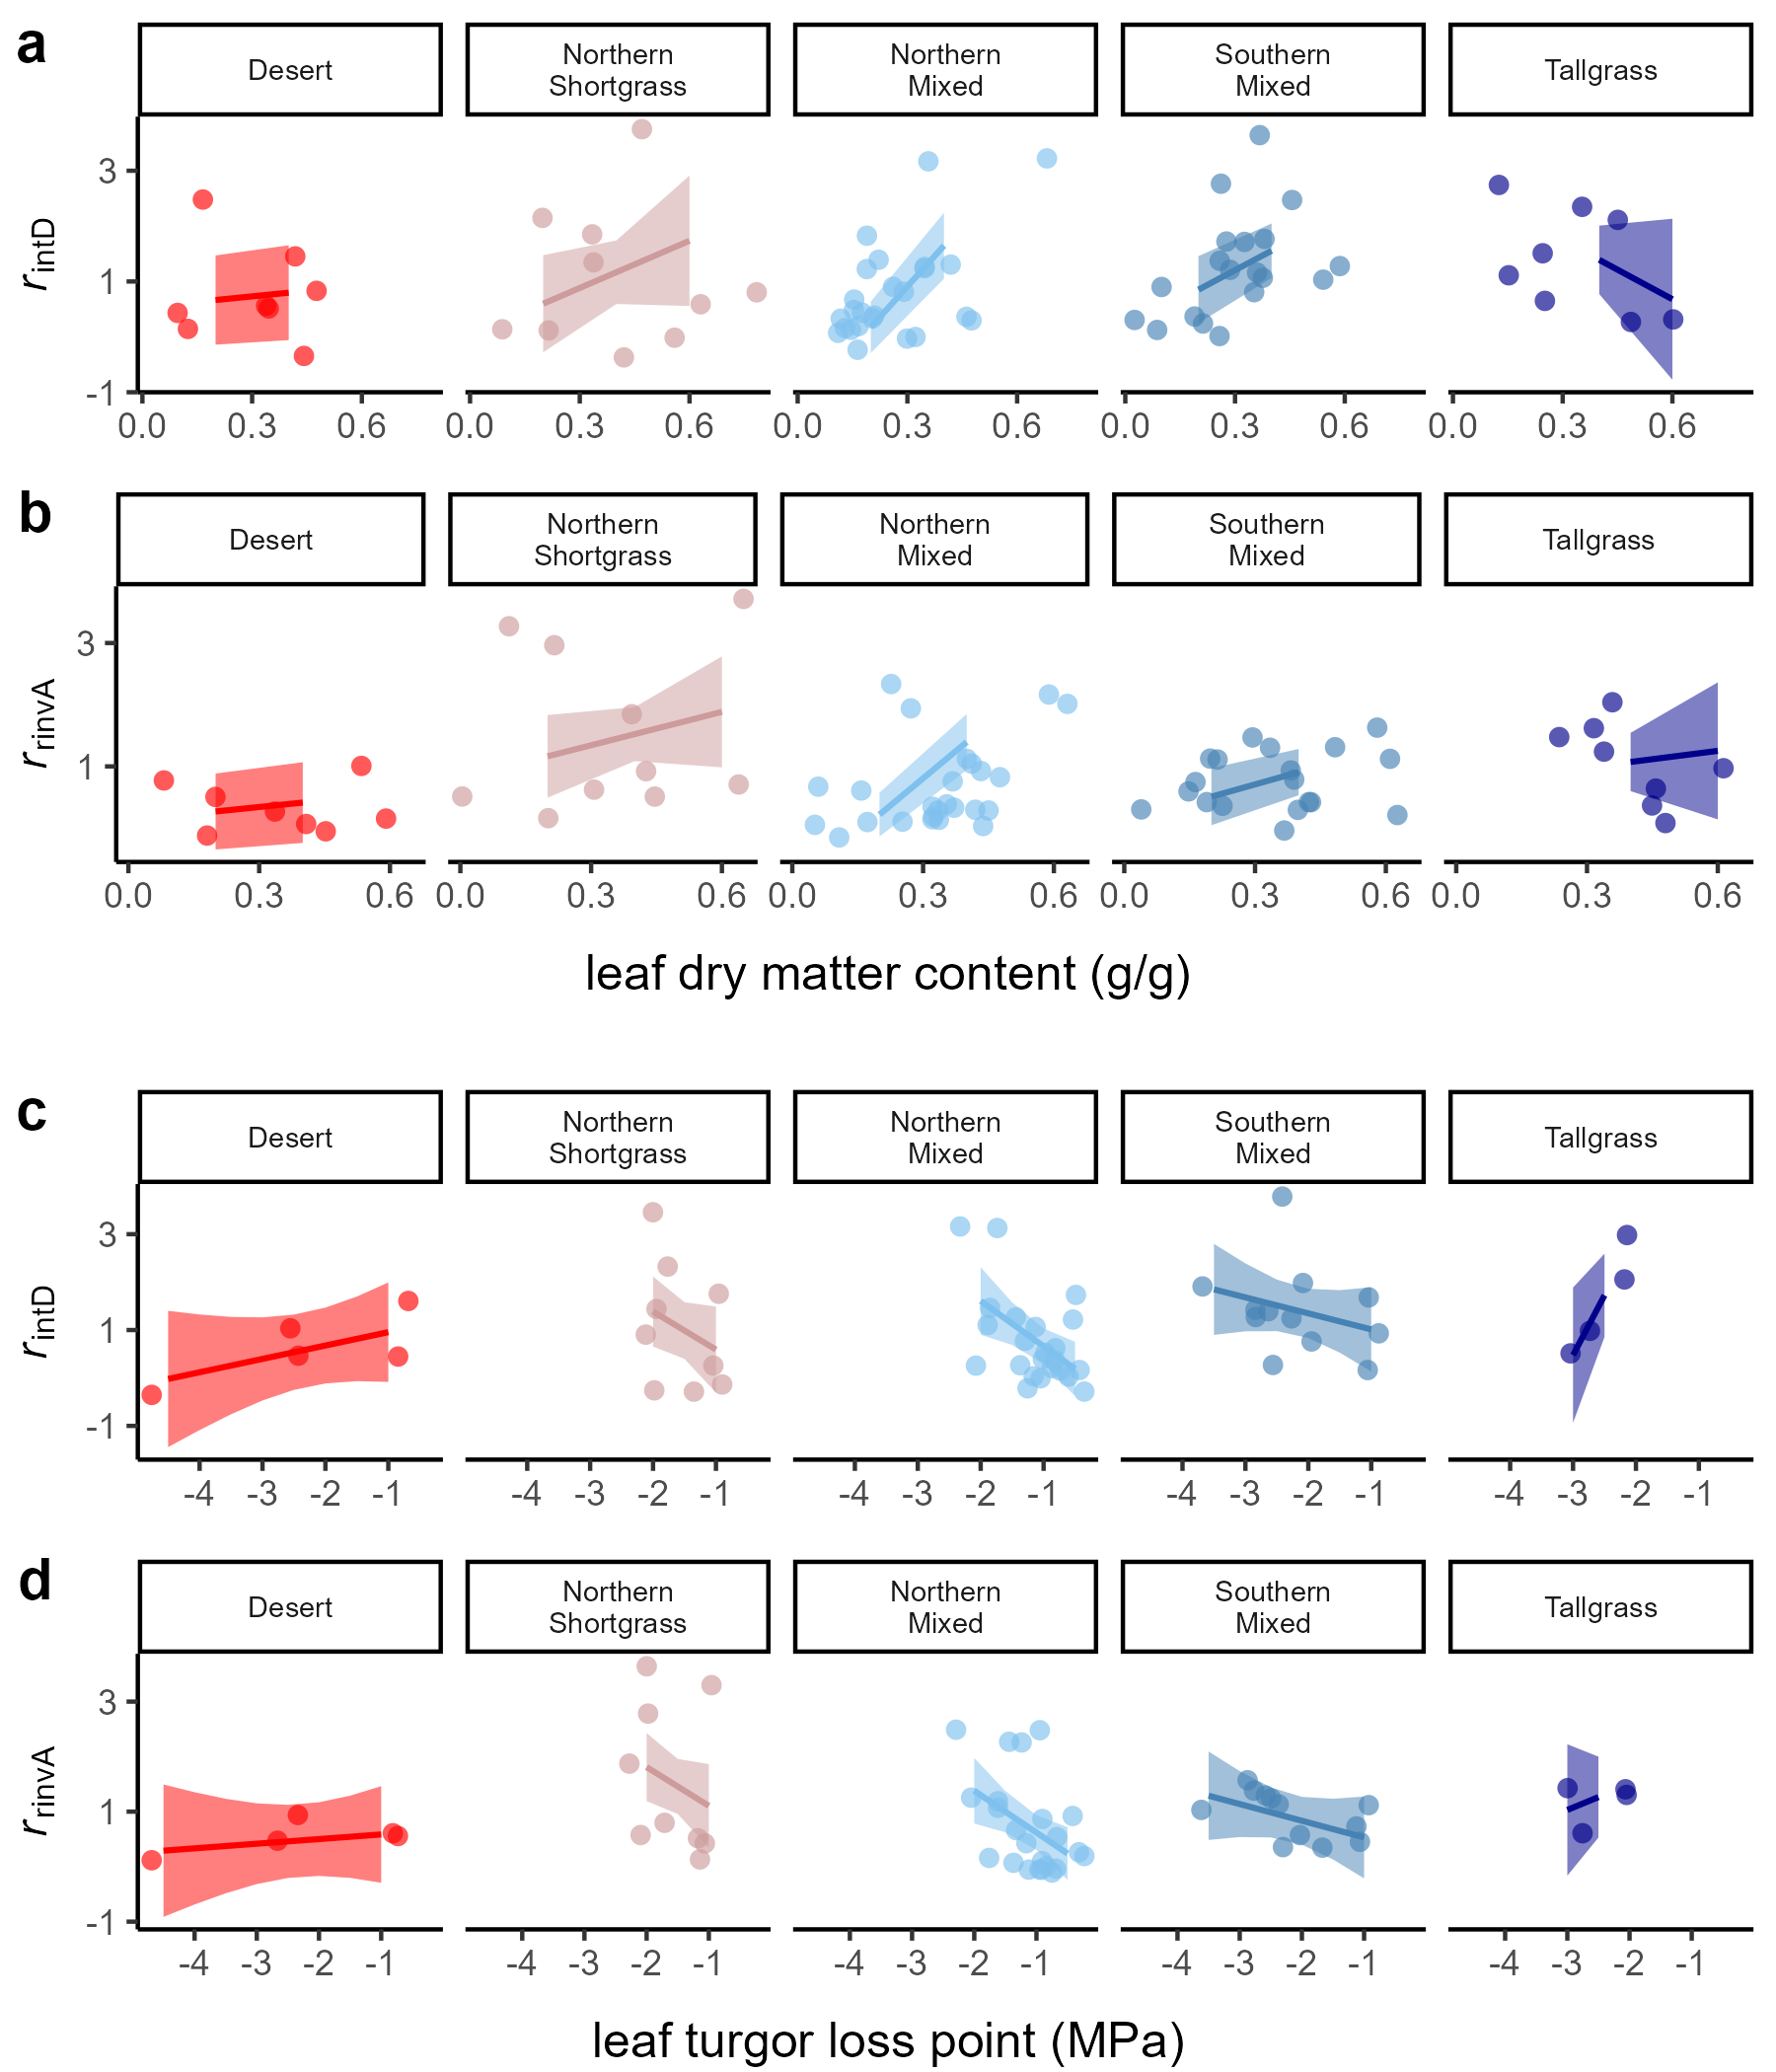 a
Desert
Northern
Shortgrass
Northern
Mixed
Southern
Mixed
Tallgrass
3
1
-1
rintD
0.0 0.3 0.6 0.0 0.3 0.6 0.0 0.3 0.6 0.0 0.3 0.6 0.0 0.3 0.6
b
Desert
Northern
Shortgrass
Northern
Mixed
Southern
Mixed
Tallgrass
3
1
rrinvA
0.0 0.3 0.6 0.0 0.3 0.6 0.0 0.3 0.6 0.0 0.3 0.6 0.0 0.3 0.6
leaf dry matter content (g/g)
c
Desert
Northern
Shortgrass
Northern
Mixed
Southern
Mixed
Tallgrass
3
1
-1
rintD
-4 -3 -2 -1 -4 -3 -2 -1 -4 -3 -2 -1 -4 -3 -2 -1 -4 -3 -2 -1
d
Desert
Northern
Shortgrass
Northern
Mixed
Southern
Mixed
Tallgrass
3
1
-1
rrinvA
-4 -3 -2 -1 -4 -3 -2 -1 -4 -3 -2 -1 -4 -3 -2 -1 -4 -3 -2 -1
leaf turgor loss point (MPa)